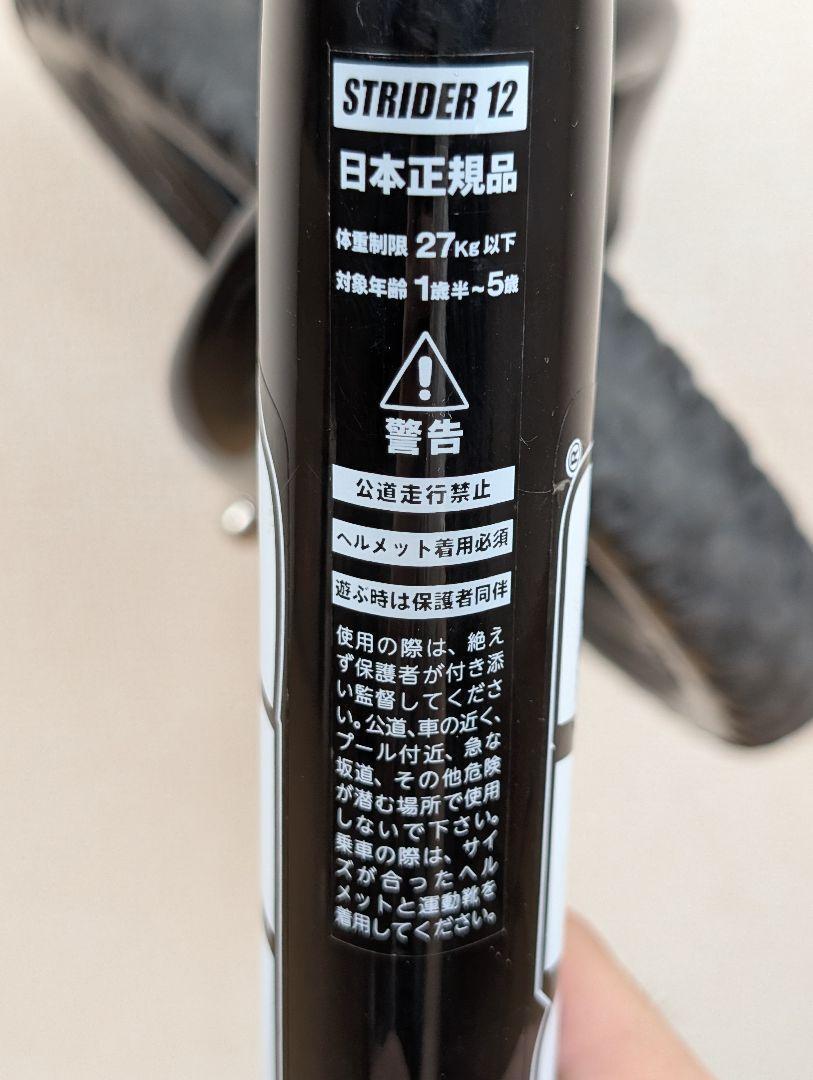 STRIDER 12
日本正規品
体重制限 27Kg 以下
対象年齢 1歳半~5歳
警告
公道走行禁止
ヘルメット着用必須
遊ぶ時は保護者同伴
使用の際は、絶え
ず保護者が付き添
い監督してくださ
い。公道、車の近く、
プール付近、急な
坂道、その他危険
が潜む場所で使用
しないで下さい。
乗車の際は、サイ
ズが合ったヘル
メットと運動靴を
着用してください。
®